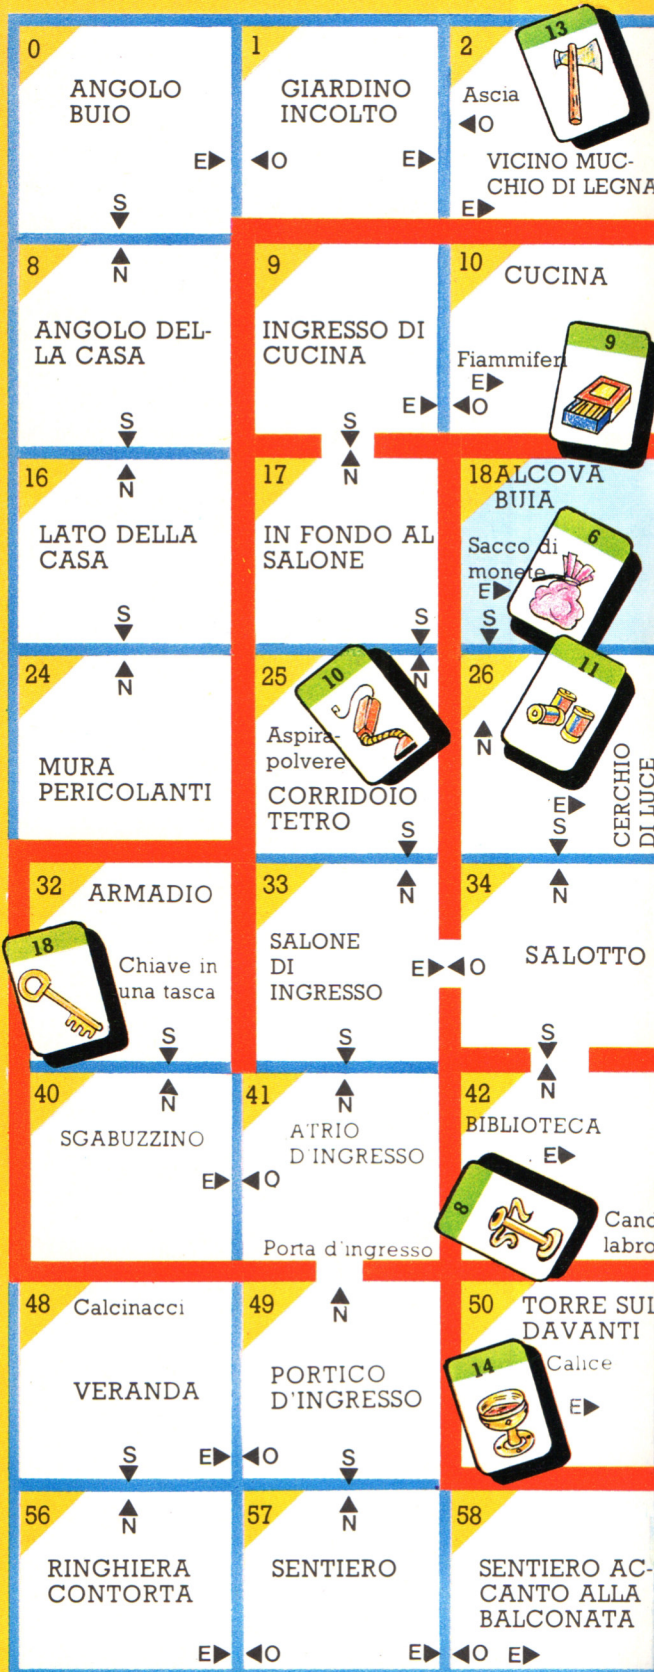 0
ANGOLO
BUIO
E
S
1
GIARDINO
INCOLTO
O
E
2
13
Ascia
O
VICINO MUC-
CHIO DI LEGNA
E
8
N
ANGOLO DEL-
LA CASA
S
9
INGRESSO DI
CUCINA
E
S
10
CUCINA
9
Fiammiferi
E
O
16
N
LATO DELLA
CASA
S
17
N
IN FONDO AL
SALONE
S
18 ALCOVA
BUIA
6
Sacco di
monete
E
S
24
N
MURA
PERICOLANTI
25
10
N
Aspira-
polvere
CORRIDOIO
TETRO
S
26
11
N
CERCHIO
DI LUCE
E
S
32
ARMADIO
18
Chiave in
una tasca
S
33
N
SALONE
DI
INGRESSO
E
S
34
N
SALOTTO
O
S
40
N
SGABUZZINO
E
41
N
ATRIO
D'INGRESSO
O
Porta d'ingresso
42
N
BIBLIOTECA
E
8
labro
48
Calcinacci
VERANDA
E
S
49
N
PORTICO
D'INGRESSO
O
S
50
TORRE SUL
DAVANTI
14
Calice
E
56
N
RINGHIERA
CONTORTA
E
57
N
SENTIERO
O
E
58
SENTIERO AC-
CANTO ALLA
BALCONATA
O
E